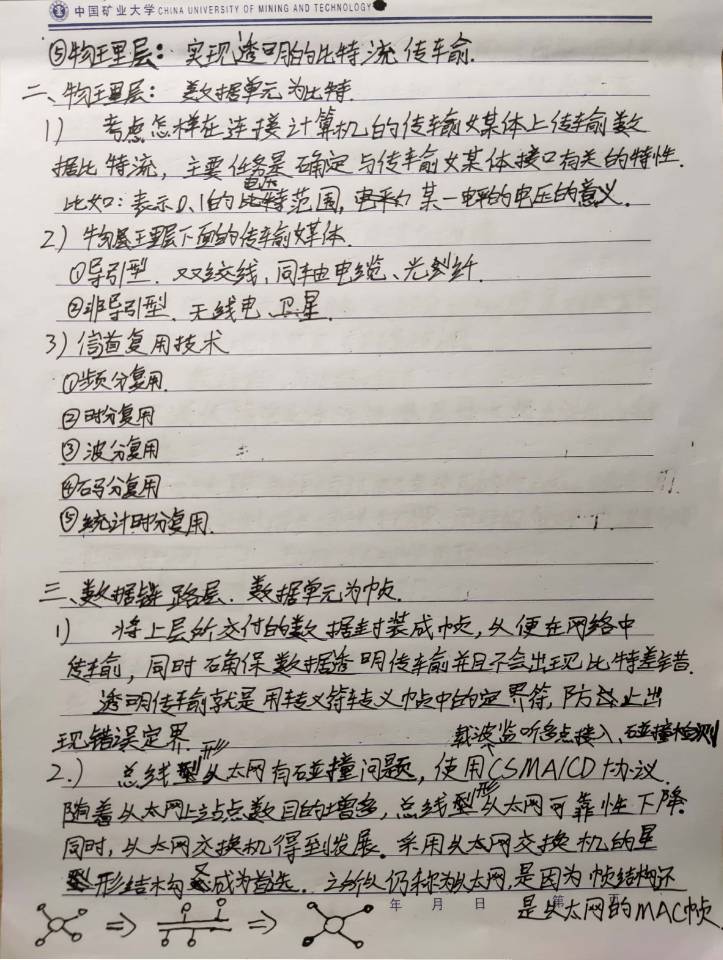 中国矿业大学 CHINA UNIVERSITY OF MINING AND TECHNOLOGY
⑤物理层：实现透明的比特流传输.
二、物理层：数据单元为比特.
1) 考虑怎样在连接计算机的传输媒体上传输数
据比特流，主要任务是确定与传输媒体接口有关的特性.
电压
比如：表示0、1的范围，某一电平的电压的意义.
2) 物理层下面的传输媒体.
①导引型、双绞线，同轴电缆、光纤.
②非导引型、无线电、卫星.
3) 信道复用技术
①频分复用
②时分复用
③波分复用
④码分复用
⑤统计时分复用.
三、数据链路层、数据单元为帧.
1) 将上层所交付的数据封装成帧，以便在网络中
传输，同时确保数据透明传输并且不会出现比特差错.
透明传输就是用转义符转义帧中的定界符，防止出
现错误定界.
载波监听多点接入、碰撞检测
2.) 总线形以太网有碰撞问题，使用CSMA/CD协议.
随着以太网上站点数目的增多，总线形以太网可靠性下降.
同时，以太网交换机得到发展。采用以太网交换机的星
形结构成为首选. 之所以仍称为以太网，是因为帧结构还
是以太网的MAC帧.
年 月 日 第
⇒ ⇒